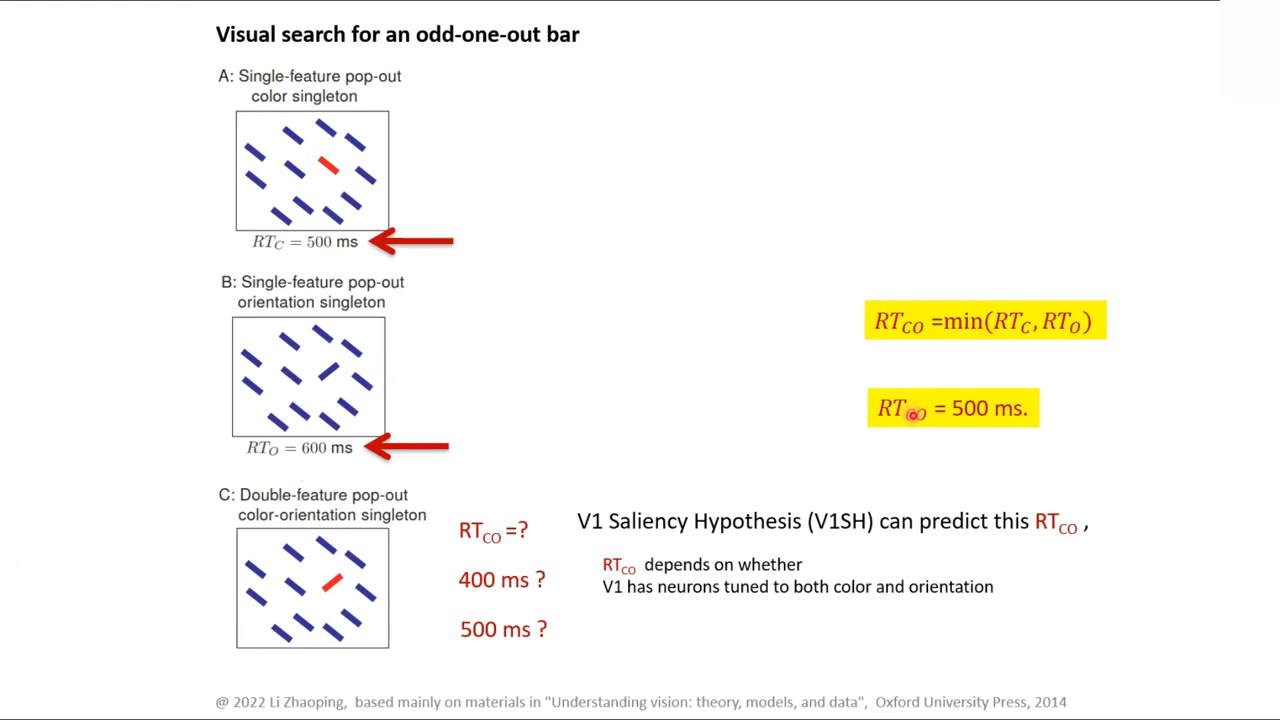 Visual search for an odd-one-out bar
A: Single-feature pop-out
color singleton
RT_C = 500 ms
B: Single-feature pop-out
orientation singleton
RT_O = 600 ms
C: Double-feature pop-out
color-orientation singleton
RT_CO =?
400 ms ?
500 ms ?
RT_CO =min(RT_C, RT_O)
RT_CO = 500 ms.
V1 Saliency Hypothesis (V1SH) can predict this RT_CO ,
RT_CO depends on whether
V1 has neurons tuned to both color and orientation
@ 2022 Li Zhaoping, based mainly on materials in "Understanding vision: theory, models, and data", Oxford University Press, 2014